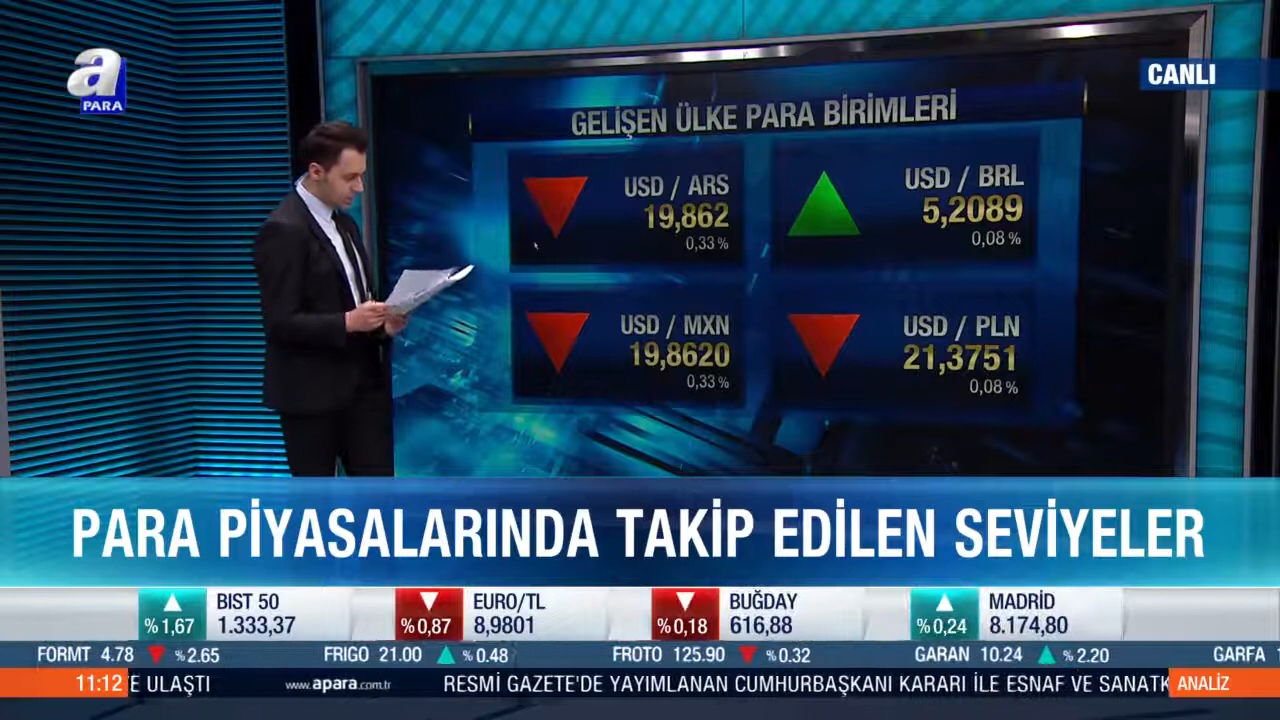 a
PARA
CANLI
GELİŞEN ÜLKE PARA BİRİMLERİ
USD / ARS
19,862
0,33 %
USD / BRL
5,2089
0,08 %
USD / MXN
19,8620
0,33 %
USD / PLN
21,3751
0,08 %
PARA PİYASALARINDA TAKİP EDİLEN SEVİYELER
% 1,67 BIST 50 1.333,37
% 0,87 EURO/TL 8,9801
% 0,18 BUĞDAY 616,88
% 0,24 MADRİD 8.174,80
FORMT 4.78 %2.65 FRIGO 21.00 %0.48 FROTO 125.90 %0.32 GARAN 10.24 %2.20 GARFA
11:12 E ULAŞTI www.apara.com.tr RESMİ GAZETE'DE YAYIMLANAN CUMHURBAŞKANI KARARI İLE ESNAF VE SANATK ANALİZ